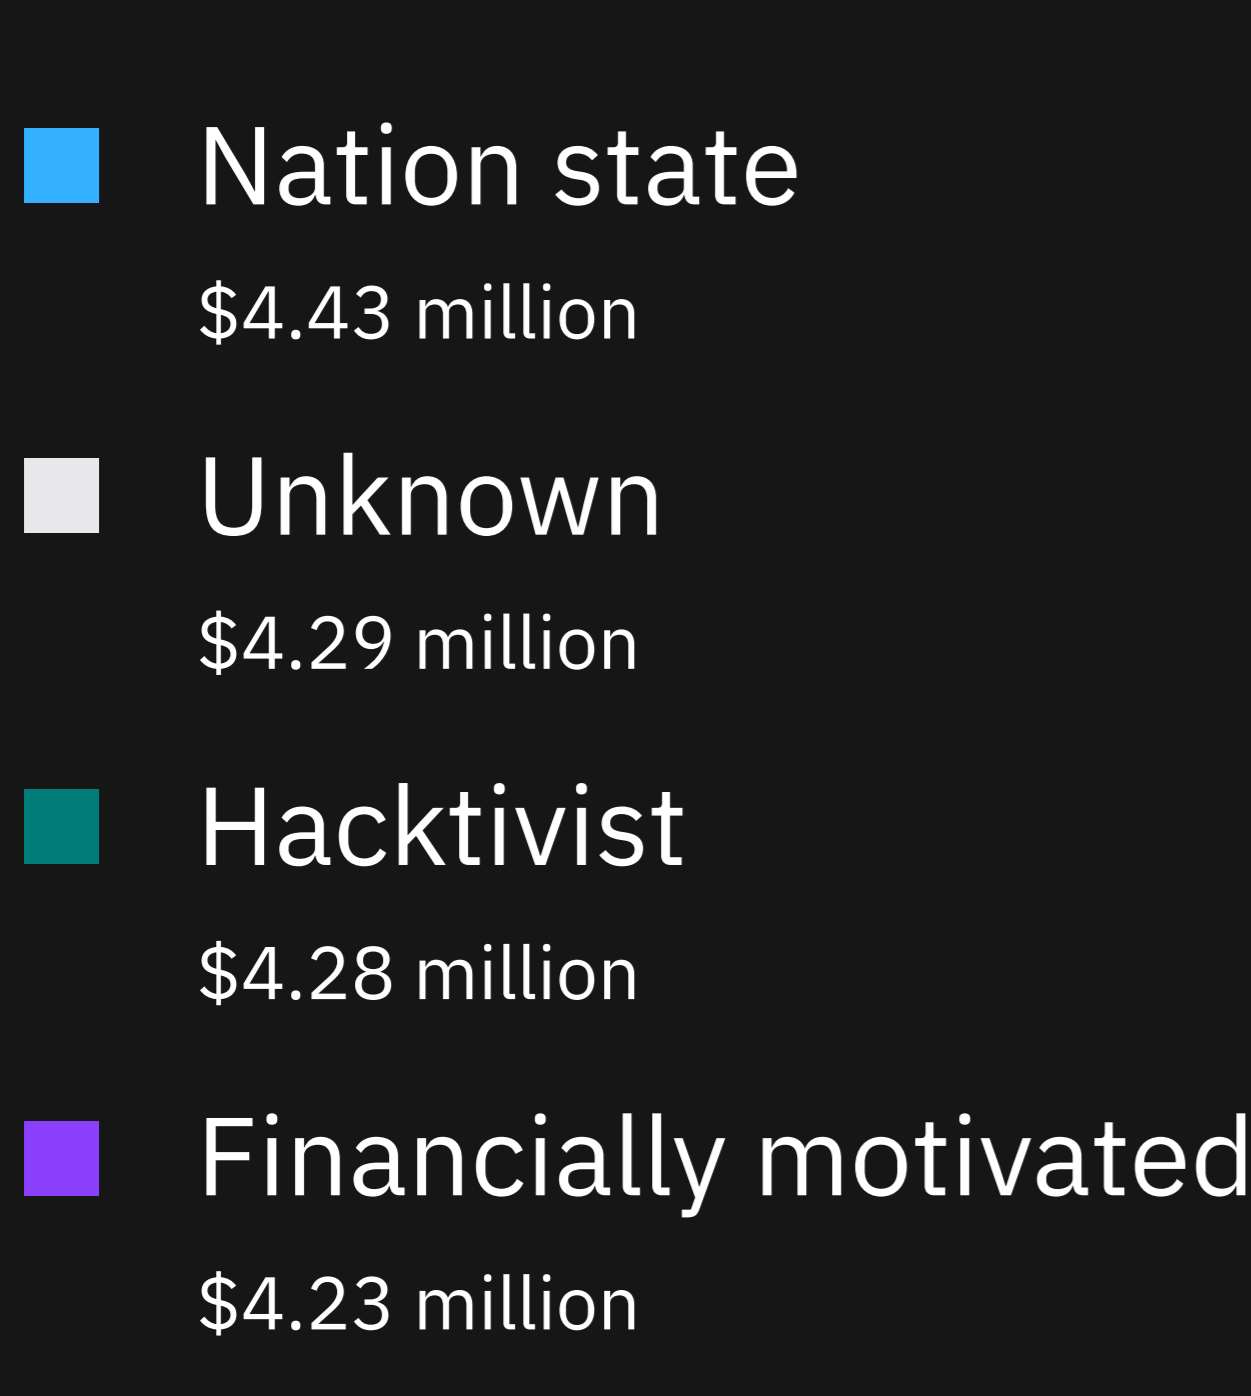 Nation state
$4.43 million
Unknown
$4.29 million
Hacktivist
$4.28 million
Financially motivated
$4.23 million